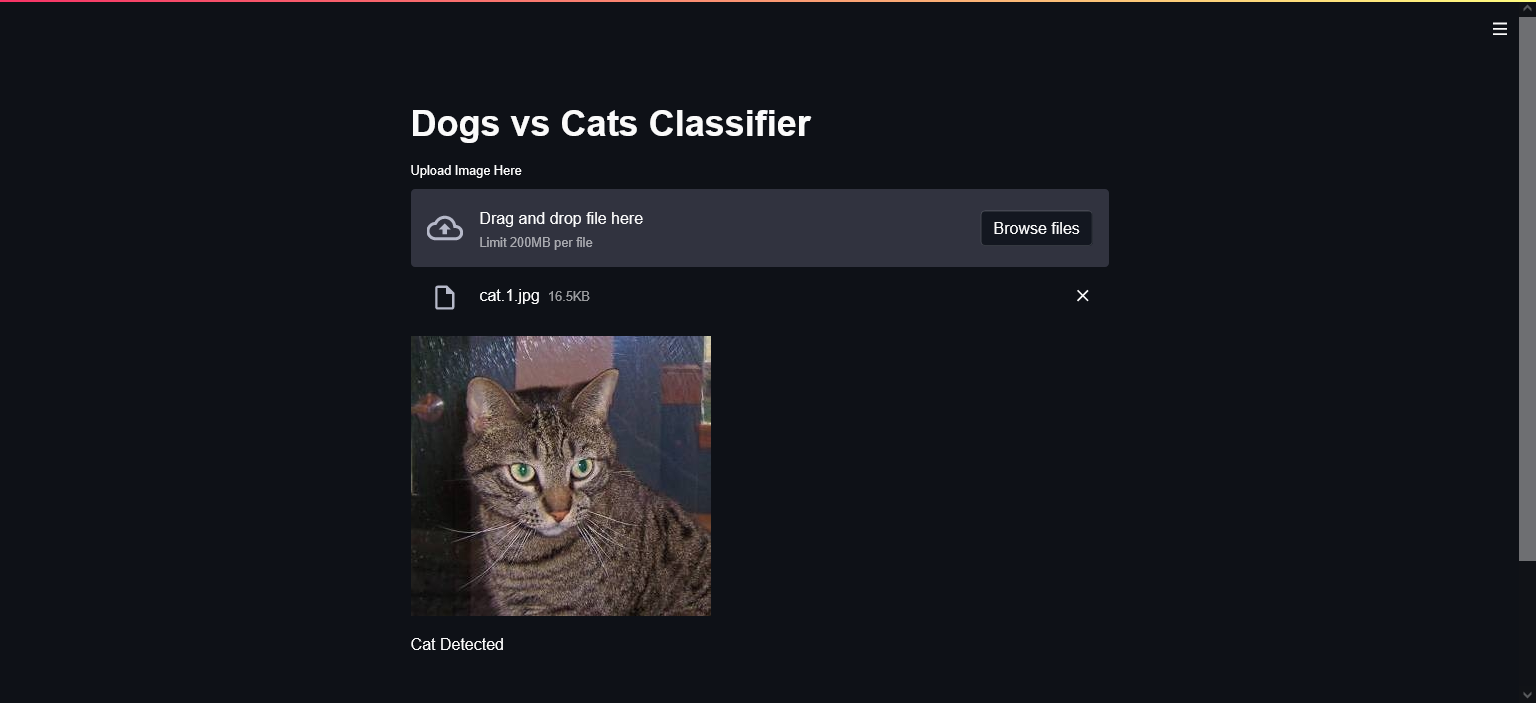 Dogs vs Cats Classifier
Upload Image Here
Drag and drop file here
Limit 200MB per file
Browse files
cat.1.jpg 16.5KB
Cat Detected